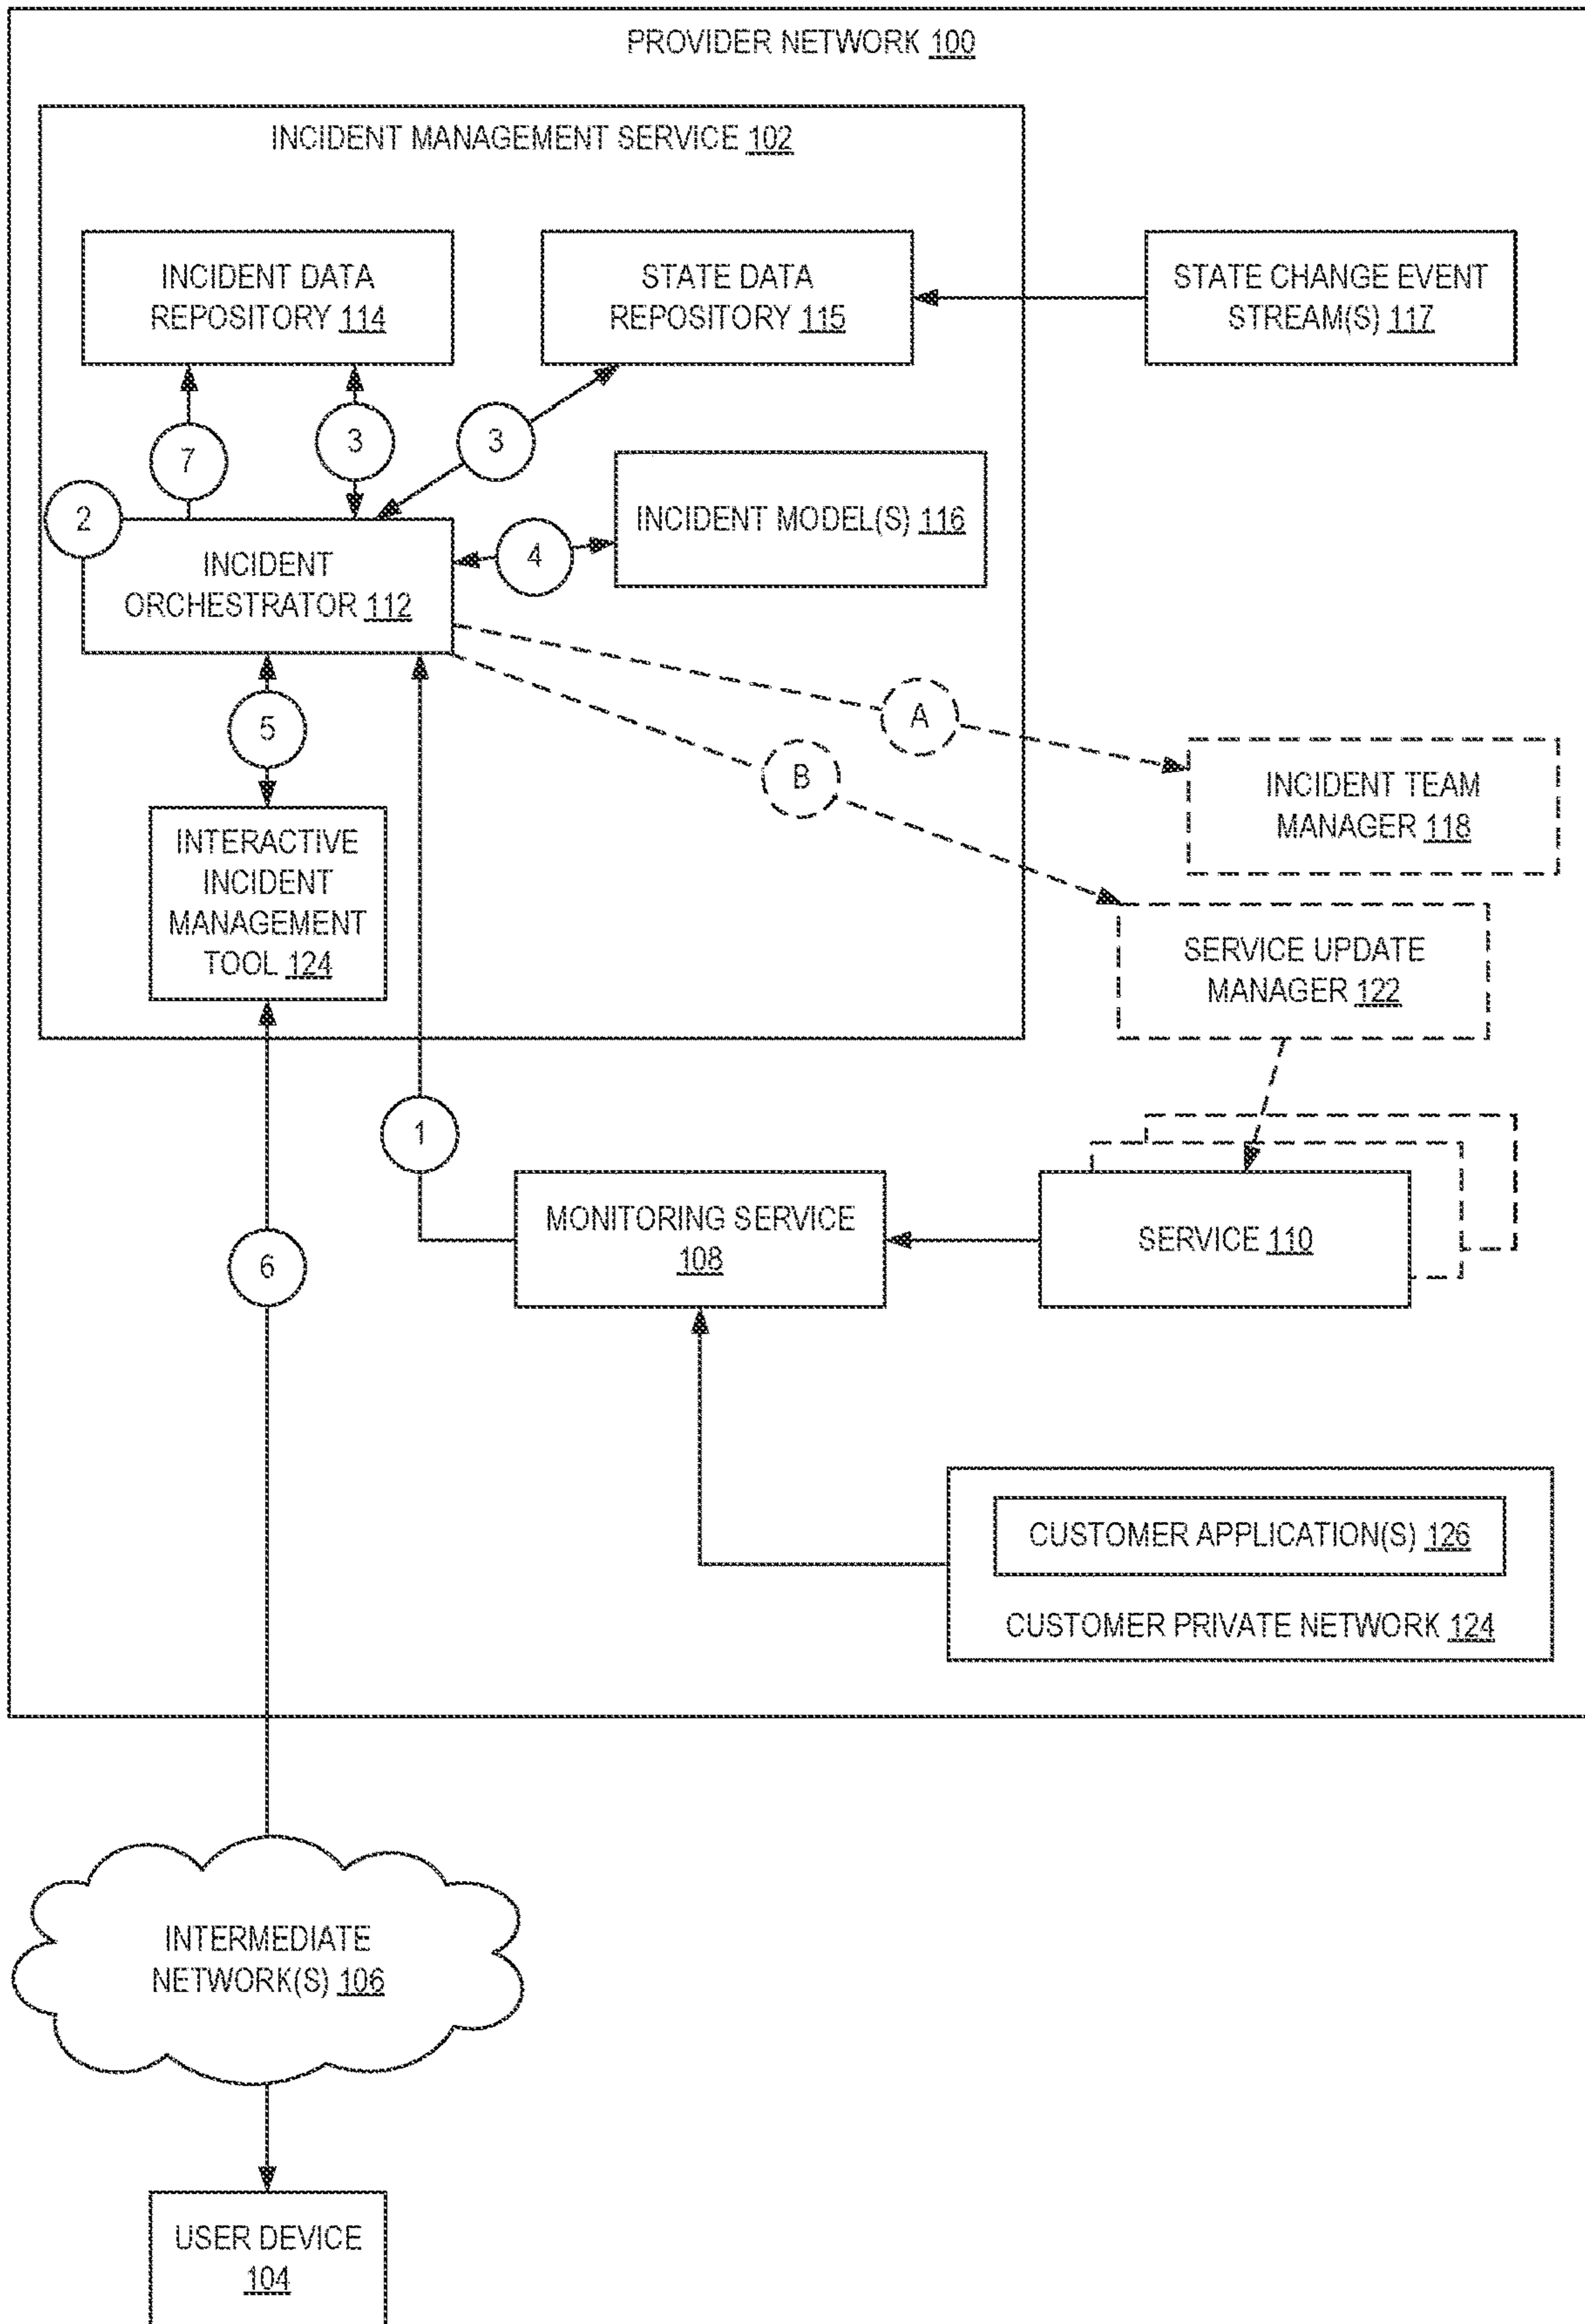 PROVIDER NETWORK 100
INCIDENT MANAGEMENT SERVICE 102
INCIDENT DATA
REPOSITORY 114
STATE DATA
REPOSITORY 115
STATE CHANGE EVENT
STREAM(S) 117
7
3
3
2
INCIDENT MODEL(S) 116
4
INCIDENT
ORCHESTRATOR 112
5
A
B
INCIDENT TEAM
MANAGER 118
INTERACTIVE
INCIDENT
MANAGEMENT
TOOL 124
SERVICE UPDATE
MANAGER 122
1
MONITORING SERVICE
108
SERVICE 110
6
CUSTOMER APPLICATION(S) 126
CUSTOMER PRIVATE NETWORK 124
INTERMEDIATE
NETWORK(S) 106
USER DEVICE
104